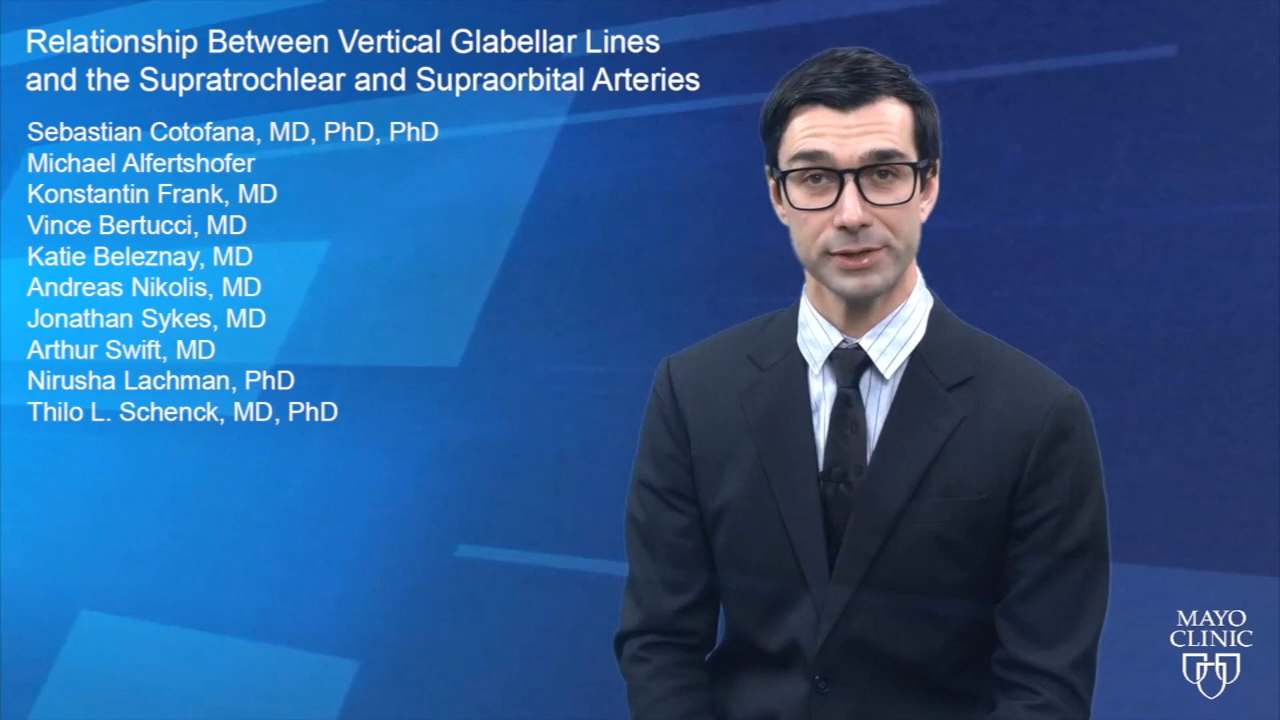 Relationship Between Vertical Glabellar Lines
and the Supratrochlear and Supraorbital Arteries
Sebastian Cotofana, MD, PhD, PhD
Michael Alfertshofer
Konstantin Frank, MD
Vince Bertucci, MD
Katie Beleznay, MD
Andreas Nikolis, MD
Jonathan Sykes, MD
Arthur Swift, MD
Nirusha Lachman, PhD
Thilo L. Schenck, MD, PhD
MAYO
CLINIC